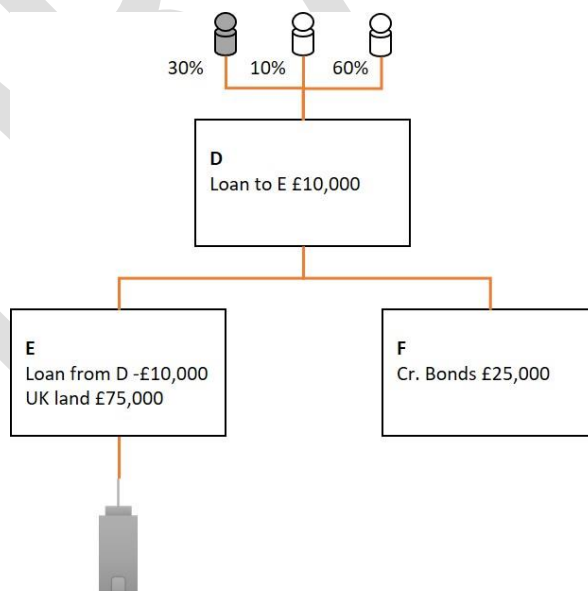 30%
10%
60%
D
Loan to E £10,000
E
Loan from D -£10,000
UK land £75,000
F
Cr. Bonds £25,000